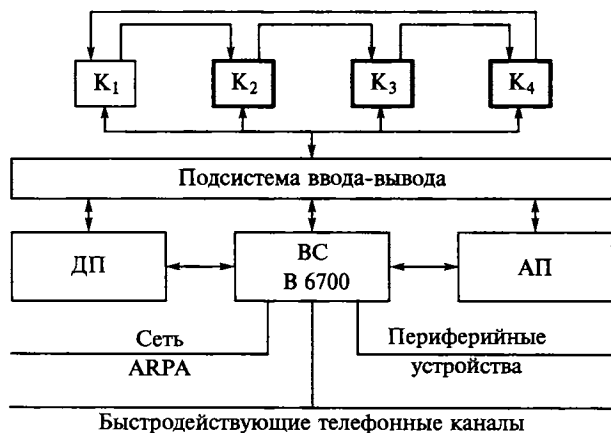 K1 K2 K3 K4
Подсистема ввода-вывода
ДП
ВС
В 6700
АП
Сеть
ARPA
Периферийные
устройства
Быстродействующие телефонные каналы